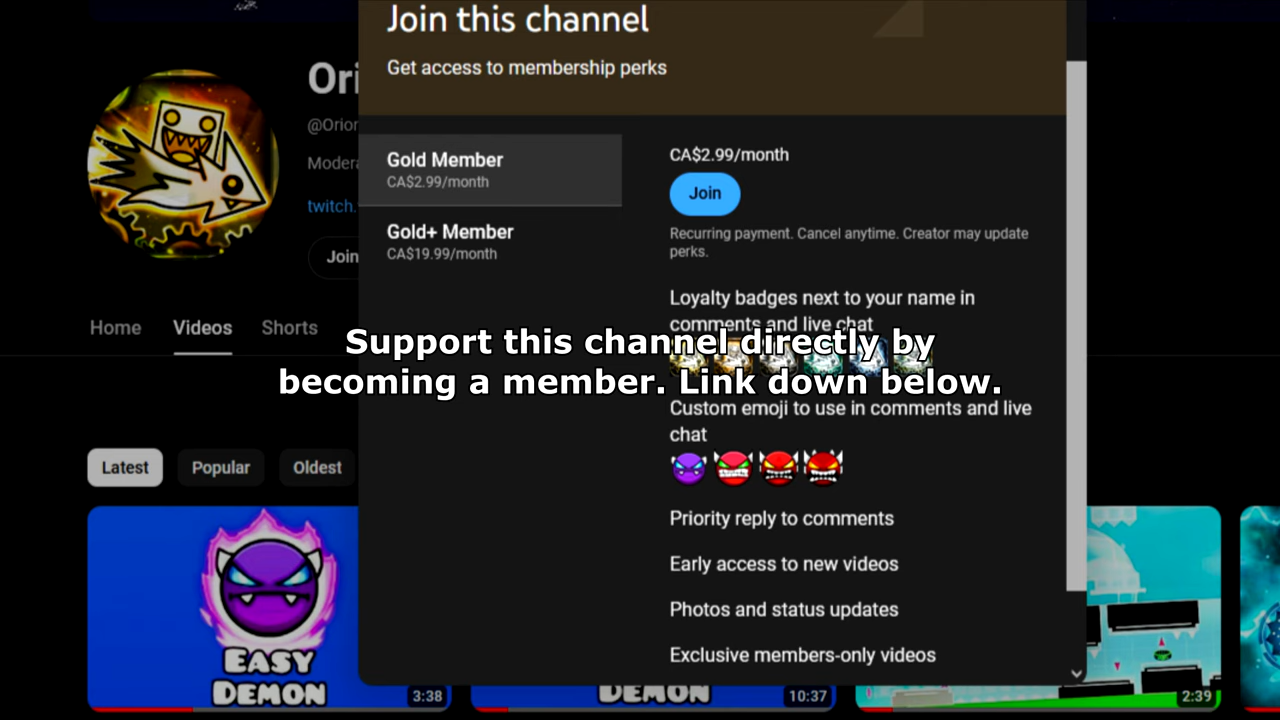 Join this channel
Get access to membership perks
Ori
@Orior
Modera
twitch.
Join
Gold Member
CA$2.99/month
Gold+ Member
CA$19.99/month
CA$2.99/month
Join
Recurring payment. Cancel anytime. Creator may update
perks.
Loyalty badges next to your name in
comments and live chat
Home
Videos
Shorts
Support this channel directly by
becoming a member. Link down below.
Custom emoji to use in comments and live
chat
Latest
Popular
Oldest
Priority reply to comments
Early access to new videos
Photos and status updates
Exclusive members-only videos
EASY
DEMON
3:38
DEMON
10:37
2:39